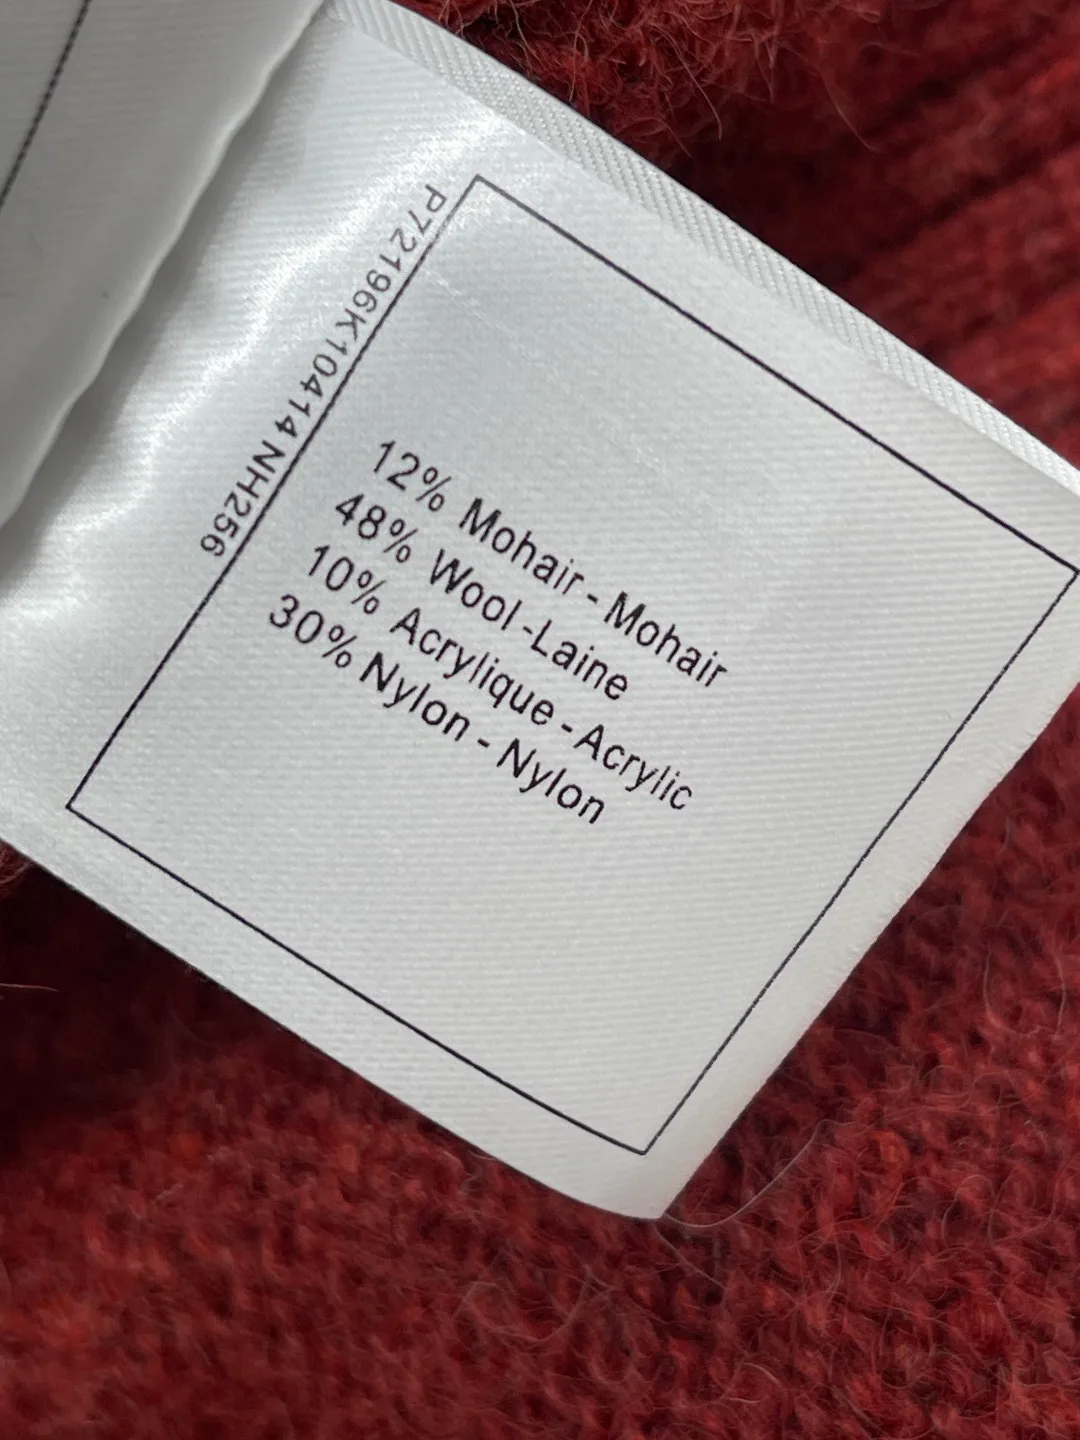 P72196K10414 NH256
12% Mohair - Mohair
48% Wool - Laine
10% Acrylique - Acrylic
30% Nylon - Nylon